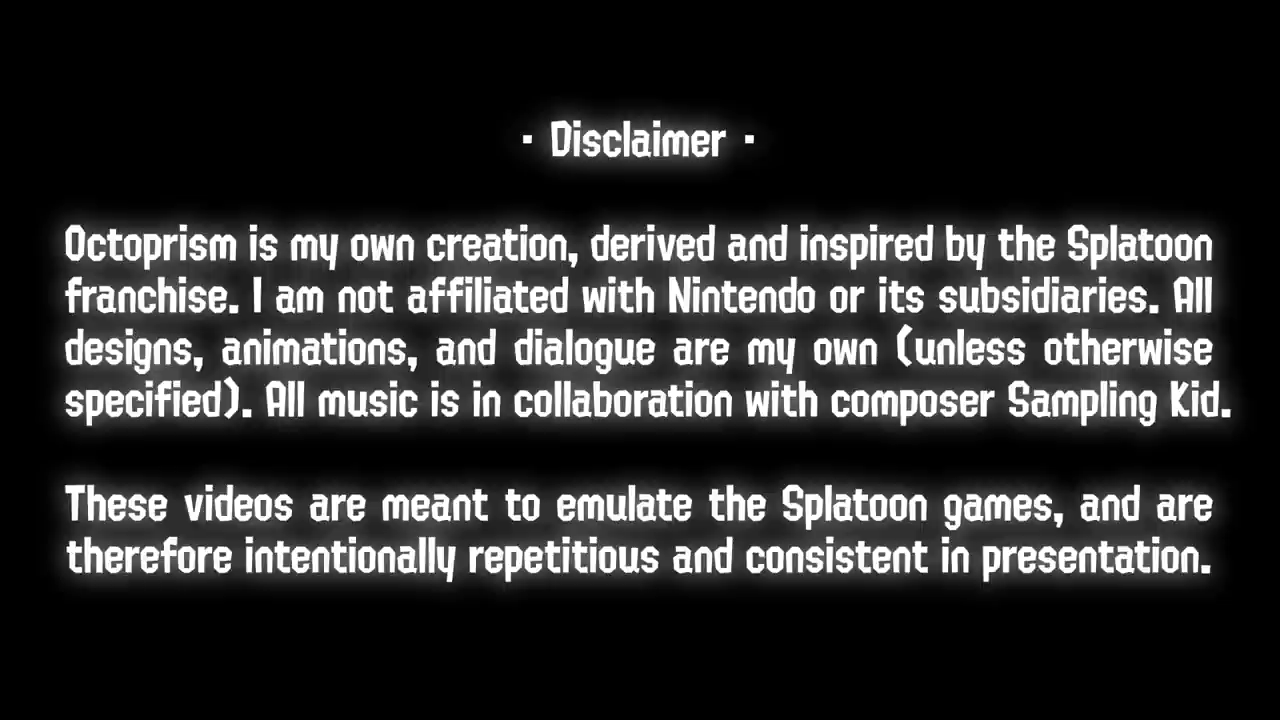 · Disclaimer ·
Octoprism is my own creation, derived and inspired by the Splatoon
franchise. I am not affiliated with Nintendo or its subsidiaries. All
designs, animations, and dialogue are my own (unless otherwise
specified). All music is in collaboration with composer Sampling Kid.
These videos are meant to emulate the Splatoon games, and are
therefore intentionally repetitious and consistent in presentation.